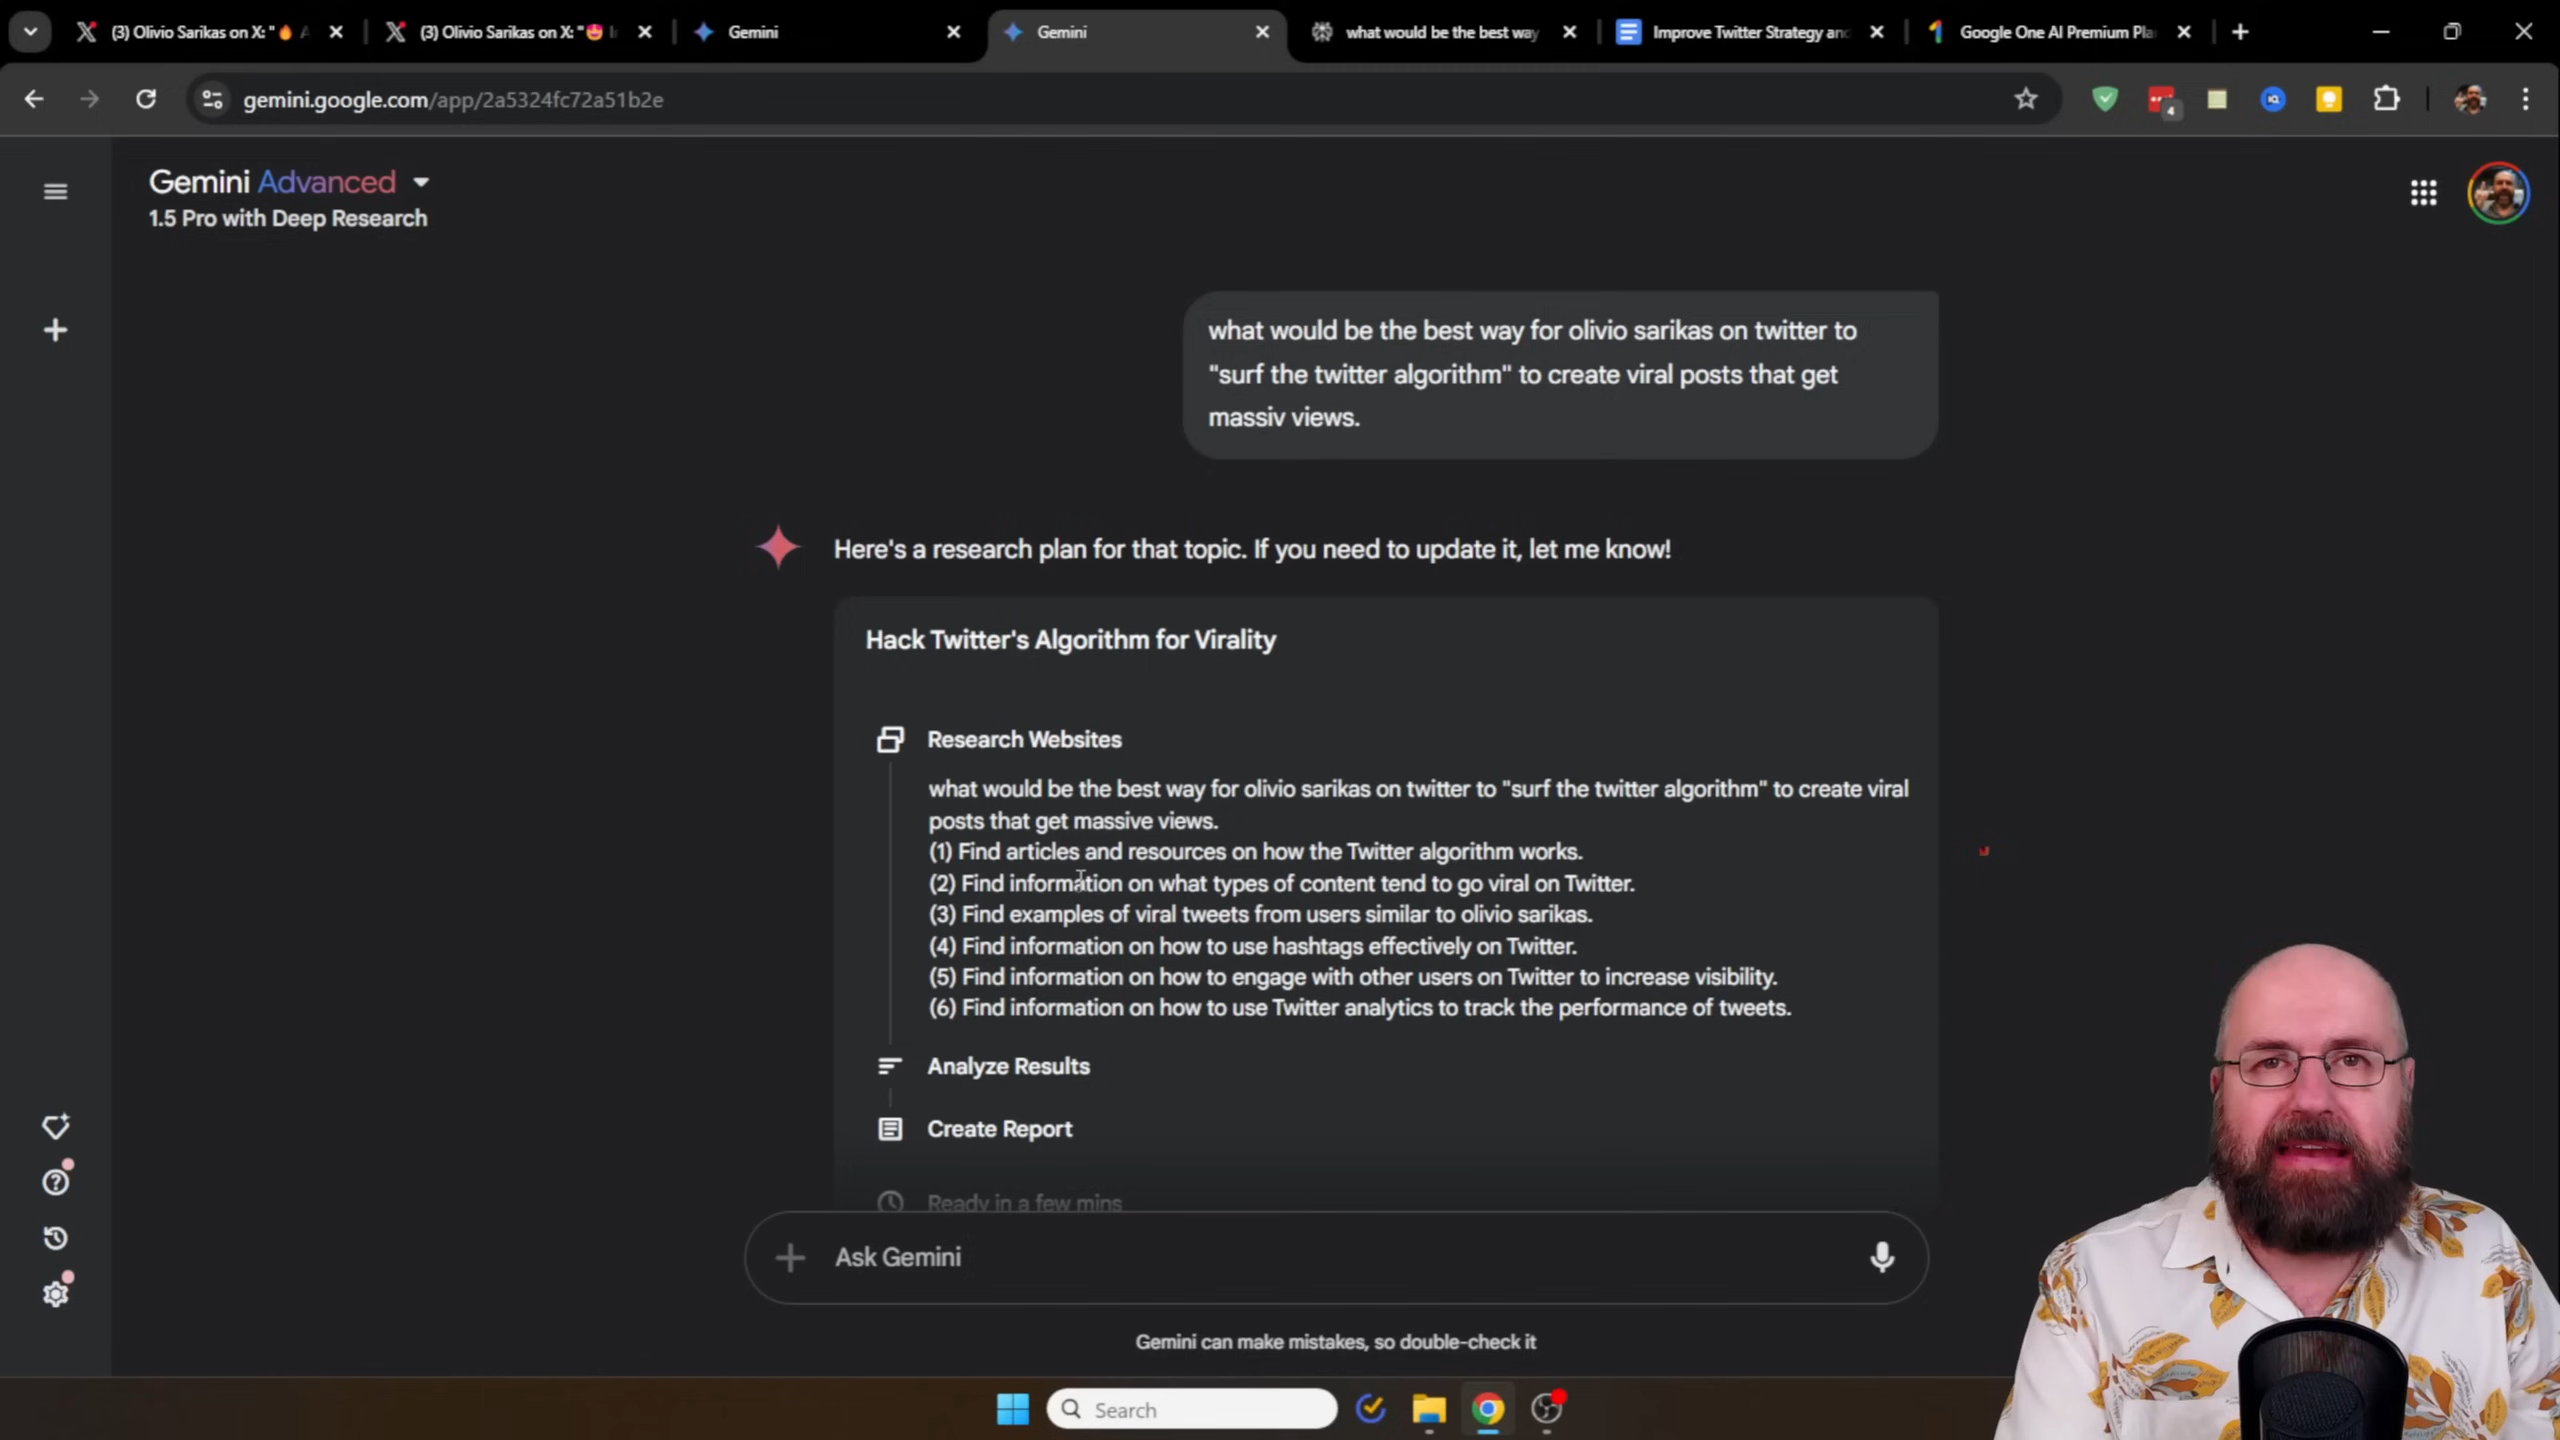 (3) Olivio Sarikas on X: "🔥 A
(3) Olivio Sarikas on X: "🤩 I
Gemini
Gemini
what would be the best way
Improve Twitter Strategy and
Google One AI Premium Pla
gemini.google.com/app/2a5324fc72a51b2e
4
Gemini Advanced
1.5 Pro with Deep Research
what would be the best way for olivio sarikas on twitter to
"surf the twitter algorithm" to create viral posts that get
massiv views.
Here's a research plan for that topic. If you need to update it, let me know!
Hack Twitter's Algorithm for Virality
Research Websites
what would be the best way for olivio sarikas on twitter to "surf the twitter algorithm" to create viral
posts that get massive views.
(1) Find articles and resources on how the Twitter algorithm works.
(2) Find information on what types of content tend to go viral on Twitter.
(3) Find examples of viral tweets from users similar to olivio sarikas.
(4) Find information on how to use hashtags effectively on Twitter.
(5) Find information on how to engage with other users on Twitter to increase visibility.
(6) Find information on how to use Twitter analytics to track the performance of tweets.
Analyze Results
Create Report
Ready in a few mins
Ask Gemini
Gemini can make mistakes, so double-check it
Search